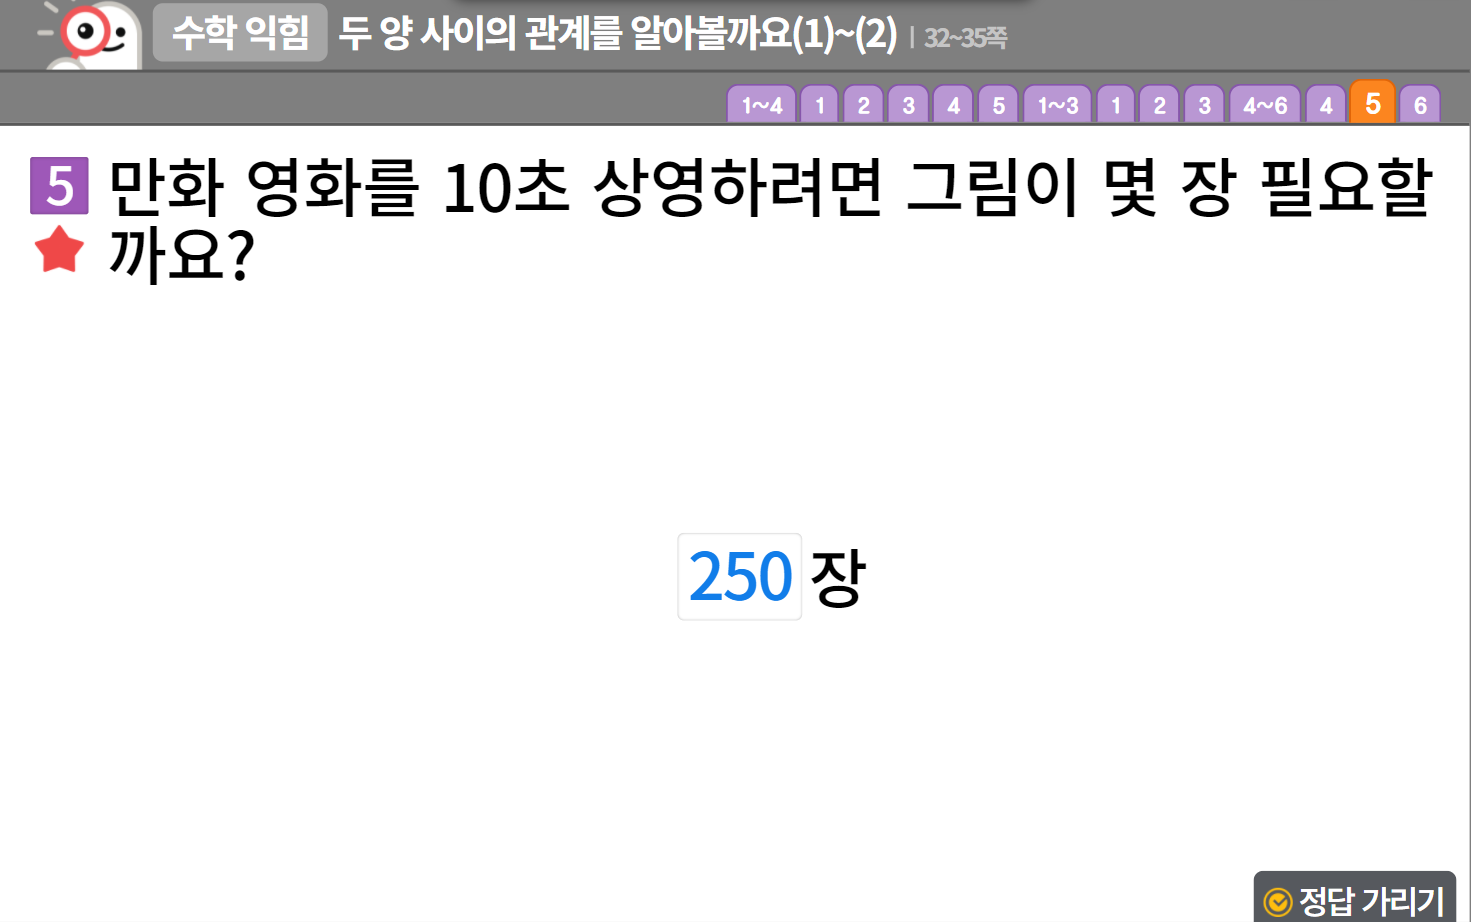 수학 익힘 두 양 사이의 관계를 알아볼까요(1)~(2) | 32~35쪽
1~4 1 2 3 4 5 1~3 1 2 3 4~6 4 5 6
5 만화 영화를 10초 상영하려면 그림이 몇 장 필요할
까요?
250 장
정답 가리기